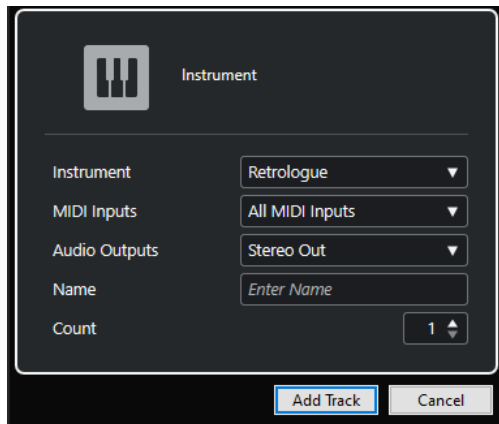 Instrument
Instrument Retrologue
MIDI Inputs All MIDI Inputs
Audio Outputs Stereo Out
Name Enter Name
Count 1
Add Track Cancel